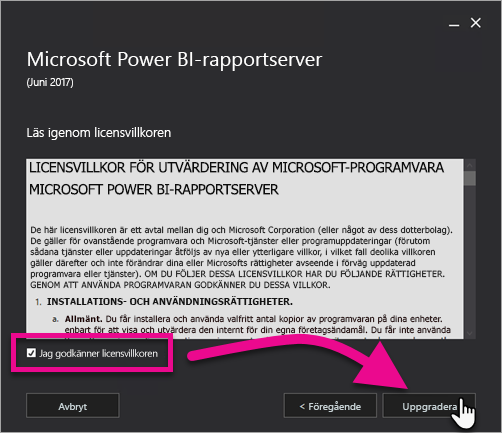 Microsoft Power BI-rapportserver
(Juni 2017)
Läs igenom licensvillkoren
LICENSVILLKOR FÖR UTVÄRDERING AV MICROSOFT-PROGRAMVARA
MICROSOFT POWER BI-RAPPORTSERVER
De här licensvillkoren är ett avtal mellan dig och Microsoft Corporation (eller något av dess dotterbolag).
De gäller för ovanstående programvara och Microsoft-tjänster eller programuppdateringar (förutom
sådana tjänster eller uppdateringar åtföljs av nya eller ytterligare villkor, i vilket fall deolika villkoren
gäller därefter och inte förändrar dina eller Microsofts rättigheter avseende i förväg uppdaterad
programvara eller tjänster). OM DU FÖLJER DESSA LICENSVILLKOR HAR DU FÖLJANDE RÄTTIGHETER.
GENOM ATT ANVÄNDA PROGRAMVARAN GODKÄNNER DU DESSA VILLKOR.
1. INSTALLATIONS- OCH ANVÄNDNINGSRÄTTIGHETER.
a. Allmänt. Du får installera och använda valfritt antal kopior av programvaran på dina enheter.
enbart för att visa och utvärdera den internt för din egna företagsändomål. Du får inte använda
Jag godkänner licensvillkoren
Avbryt
< Föregående
Uppgradera